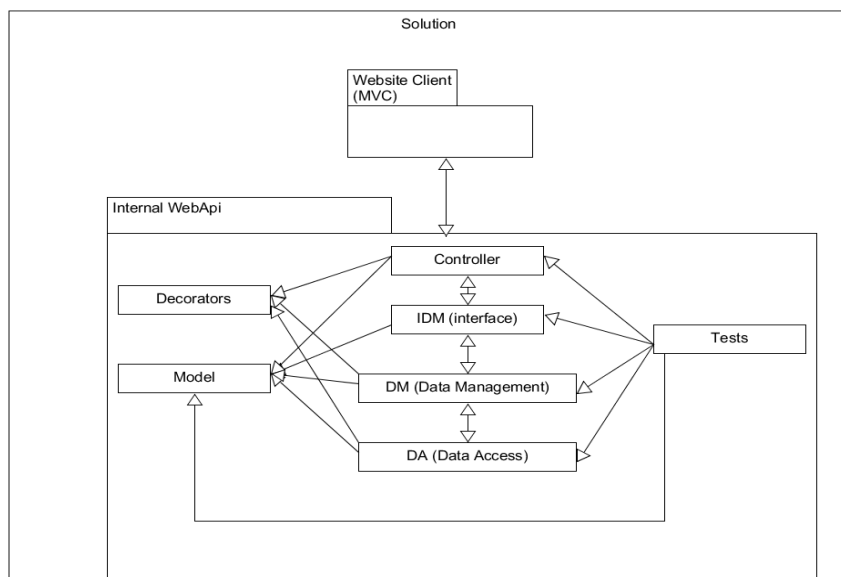 Solution
Website Client
(MVC)
Internal WebApi
Controller
Decorators
IDM (interface)
Tests
Model
DM (Data Management)
DA (Data Access)